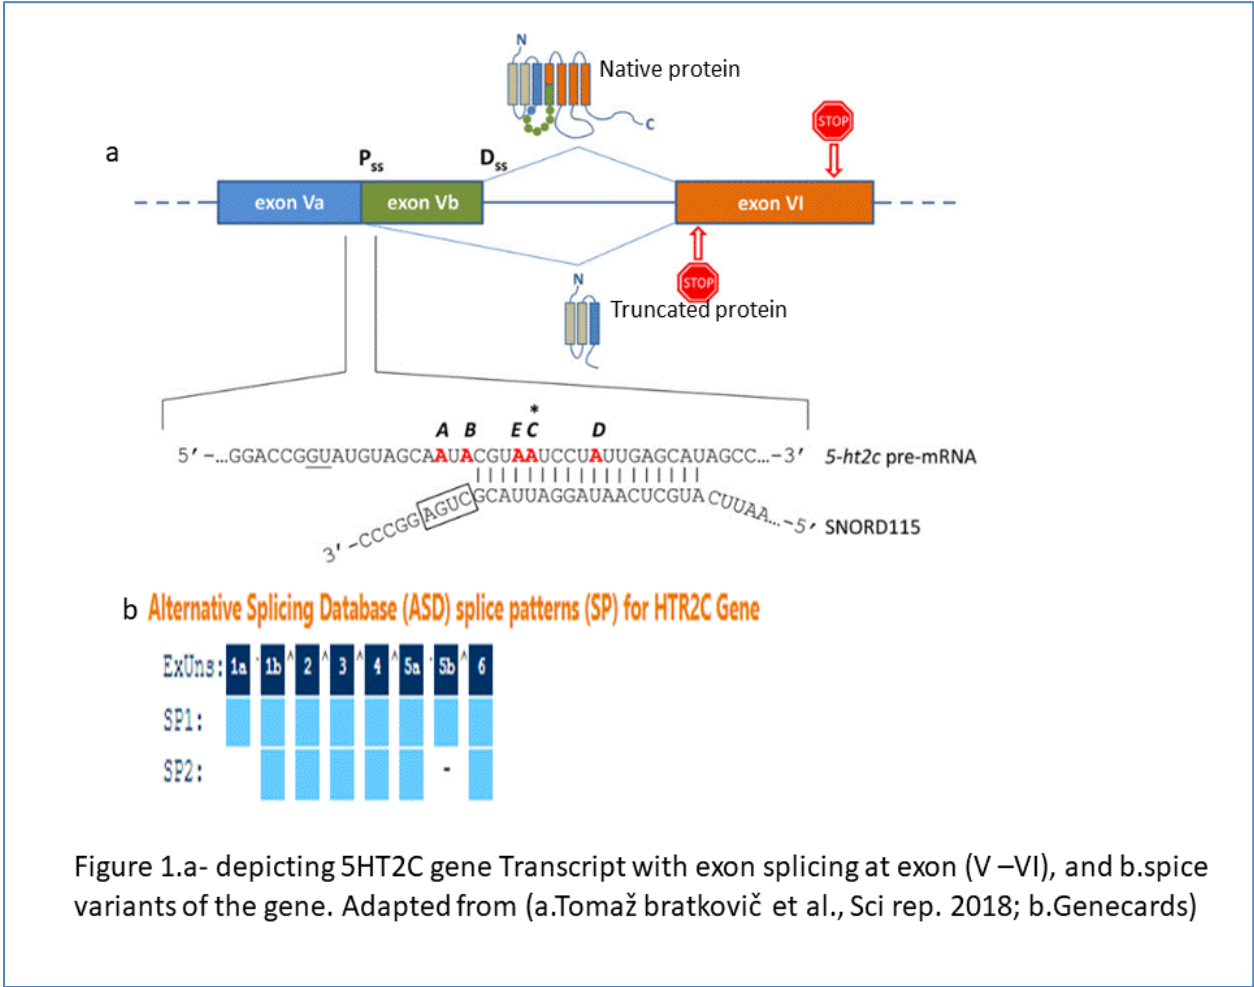 N
Native protein
C
STOP
a
Pss
Dss
exon Va
exon Vb
exon VI
STOP
N
Truncated protein
*
A B E C D
5′ –…GGACCGGUAUGUAGCAAUACGUAAUCCUAUUGAGCAUAGCC…–3′ 5-ht2c pre-mRNA
3′ –CCCGGAGUCGCAUUAGGAUAACUCGUACUUAA…–5′ SNORD115
b Alternative Splicing Database (ASD) splice patterns (SP) for HTR2C Gene
ExUns: 1a · 1b ^ 2 ^ 3 ^ 4 ^ 5a · 5b ^ 6
SP1:
SP2: -
Figure 1.a- depicting 5HT2C gene Transcript with exon splicing at exon (V –VI), and b.spice
variants of the gene. Adapted from (a.Tomaž bratkovič et al., Sci rep. 2018; b.Genecards)